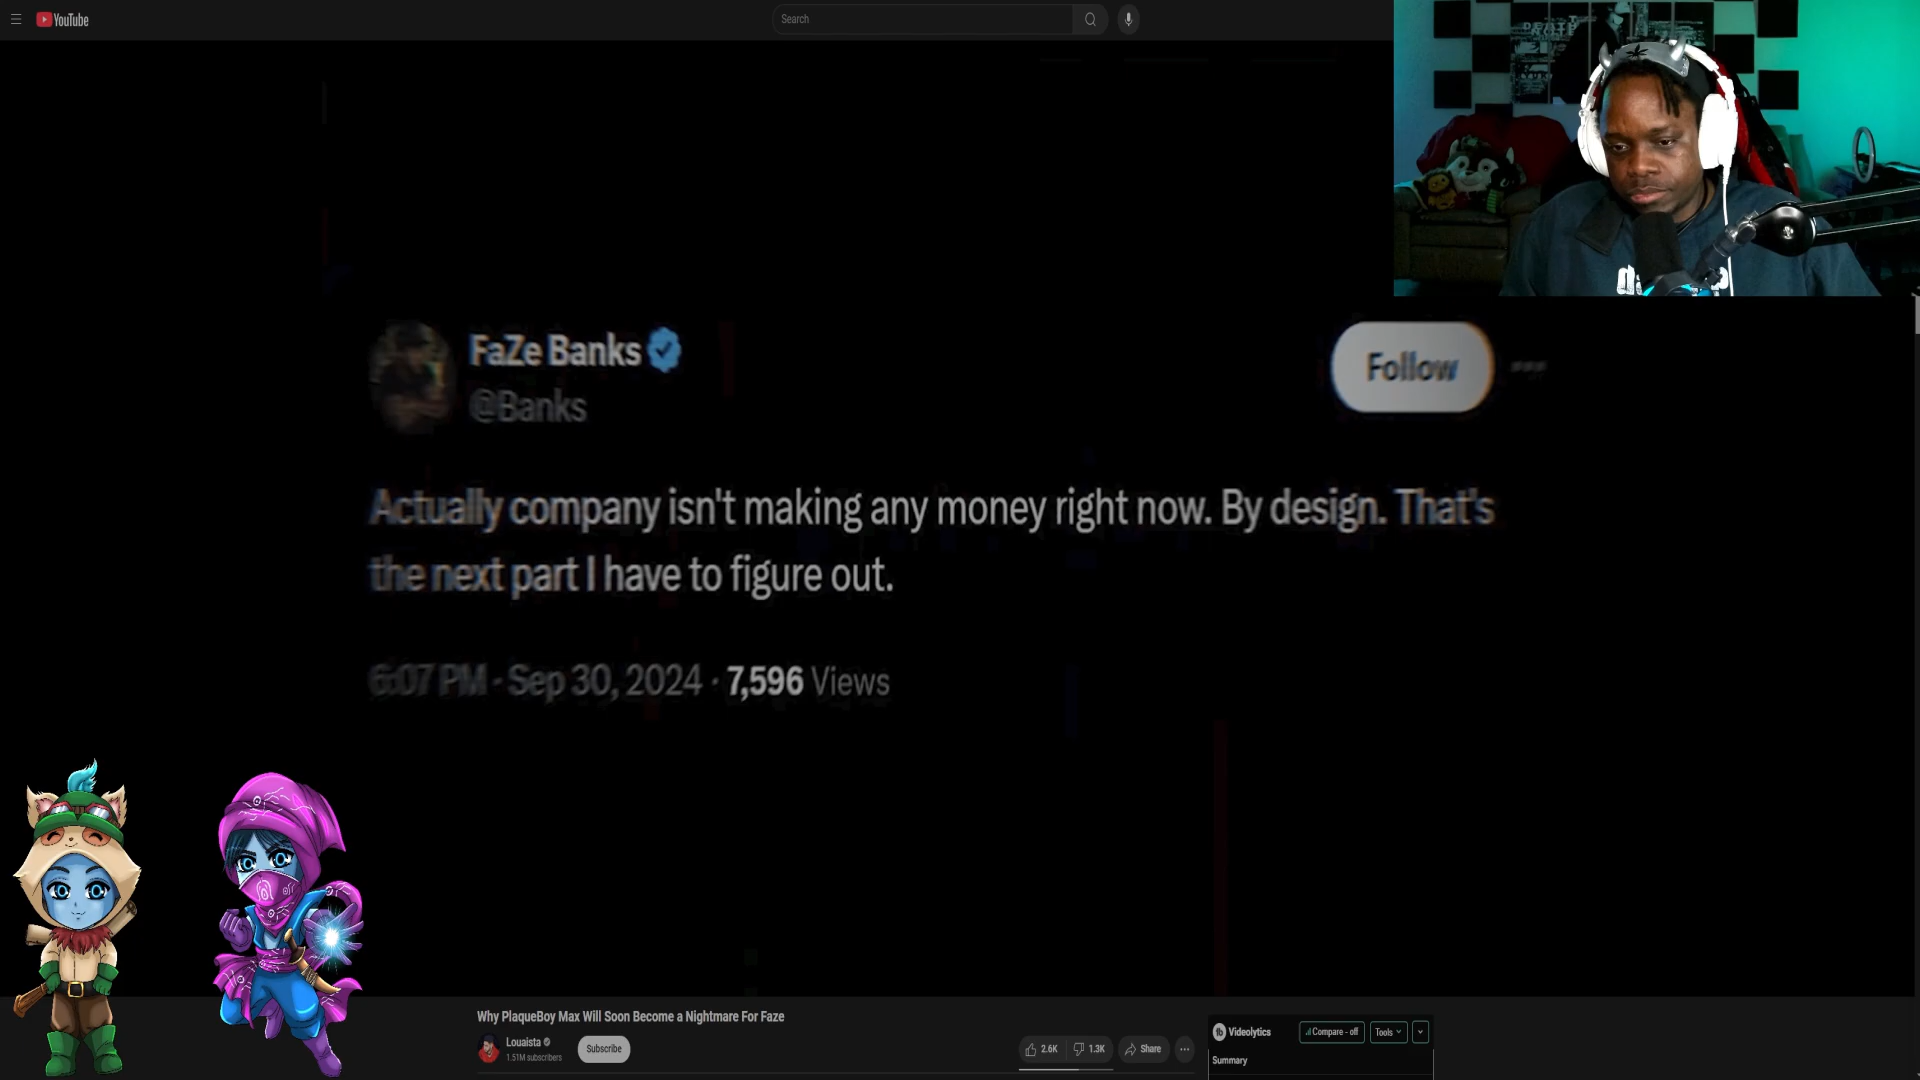 YouTube
Search
FaZe Banks
@Banks
Follow
Actually company isn't making any money right now. By design. That's
the next part I have to figure out.
6:07 PM · Sep 30, 2024 · 7,596 Views
Why PlaqueBoy Max Will Soon Become a Nightmare For Faze
Louaista
1.51M subscribers
Subscribe
2.6K
1.3K
Share
Videolytics
Compare - off
Tools
Summary